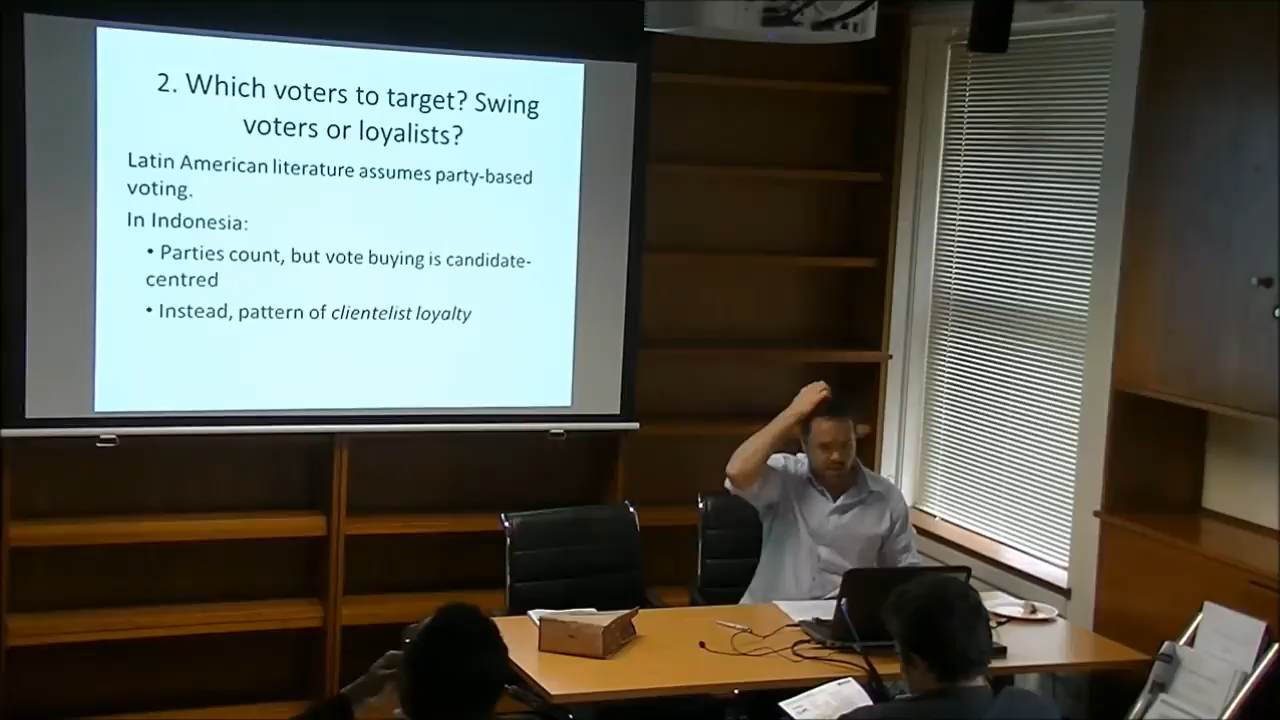 2. Which voters to target? Swing
voters or loyalists?
Latin American literature assumes party-based
voting.
In Indonesia:
• Parties count, but vote buying is candidate-
centred
• Instead, pattern of clientelist loyalty